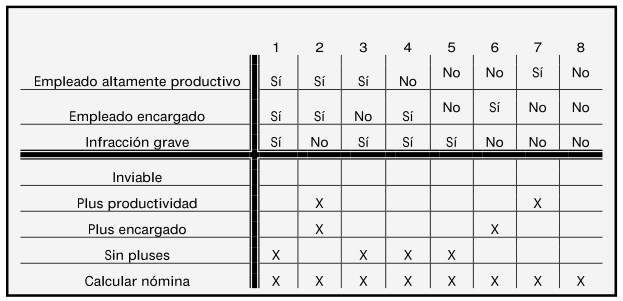 1 2 3 4 5 6 7 8
Empleado altamente productivo Sí Sí Sí No No No Sí No
Empleado encargado Sí Sí No Sí No Sí No No
Infracción grave Sí No Sí Sí Sí No No No
Inviable
Plus productividad X X
Plus encargado X X
Sin pluses X X X X
Calcular nómina X X X X X X X X